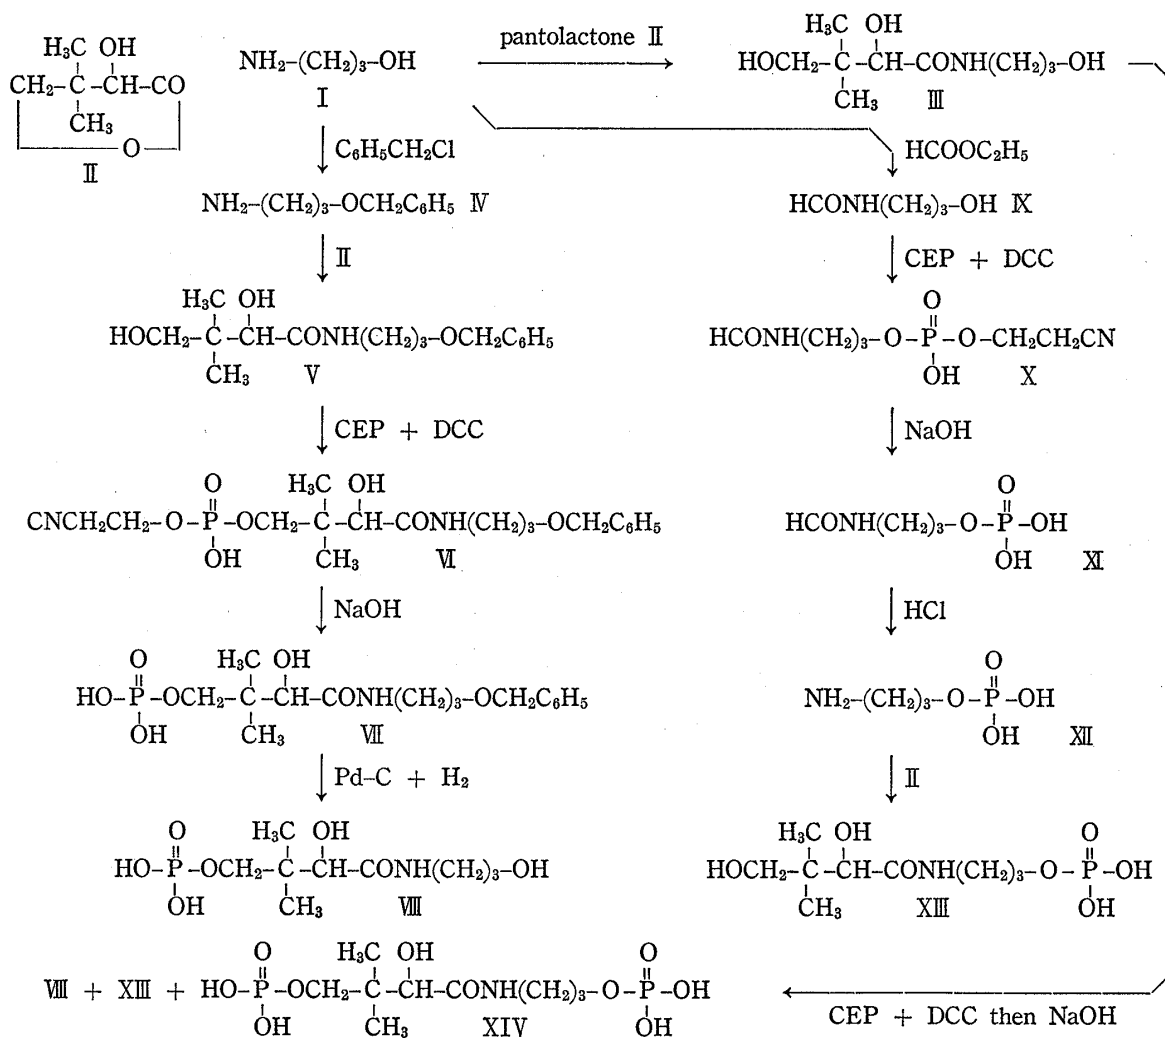 H₃C OH
CH₂–C–CH–CO
CH₃
O
Ⅱ
NH₂–(CH₂)₃–OH
Ⅰ
pantolactone Ⅱ
H₃C OH
HOCH₂–C–CH–CONH(CH₂)₃–OH
CH₃ Ⅲ
C₆H₅CH₂Cl
HCOOC₂H₅
NH₂–(CH₂)₃–OCH₂C₆H₅ Ⅳ
HCONH(CH₂)₃–OH Ⅸ
Ⅱ
CEP + DCC
H₃C OH
HOCH₂–C–CH–CONH(CH₂)₃–OCH₂C₆H₅
CH₃ Ⅴ
O
HCONH(CH₂)₃–O–P–O–CH₂CH₂CN
OH Ⅹ
CEP + DCC
NaOH
O H₃C OH
CNCH₂CH₂–O–P–OCH₂–C–CH–CONH(CH₂)₃–OCH₂C₆H₅
OH CH₃ Ⅵ
O
HCONH(CH₂)₃–O–P–OH
OH Ⅺ
NaOH
HCl
O H₃C OH
HO–P–OCH₂–C–CH–CONH(CH₂)₃–OCH₂C₆H₅
OH CH₃ Ⅶ
O
NH₂–(CH₂)₃–O–P–OH
OH Ⅻ
Pd–C + H₂
Ⅱ
O H₃C OH
HO–P–OCH₂–C–CH–CONH(CH₂)₃–OH
OH CH₃ Ⅷ
H₃C OH O
HOCH₂–C–CH–CONH(CH₂)₃–O–P–OH
CH₃ XIII OH
O H₃C OH O
Ⅷ + XIII + HO–P–OCH₂–C–CH–CONH(CH₂)₃–O–P–OH
OH CH₃ XIV OH
CEP + DCC then NaOH